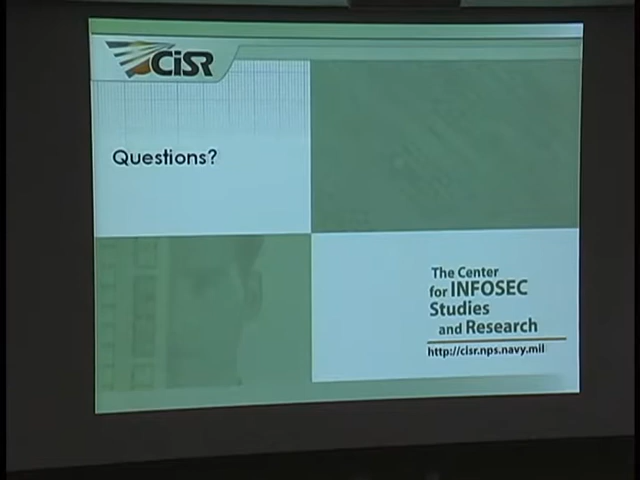 CISR
Questions?
The Center
for INFOSEC
Studies
and Research
http://cisr.nps.navy.mil